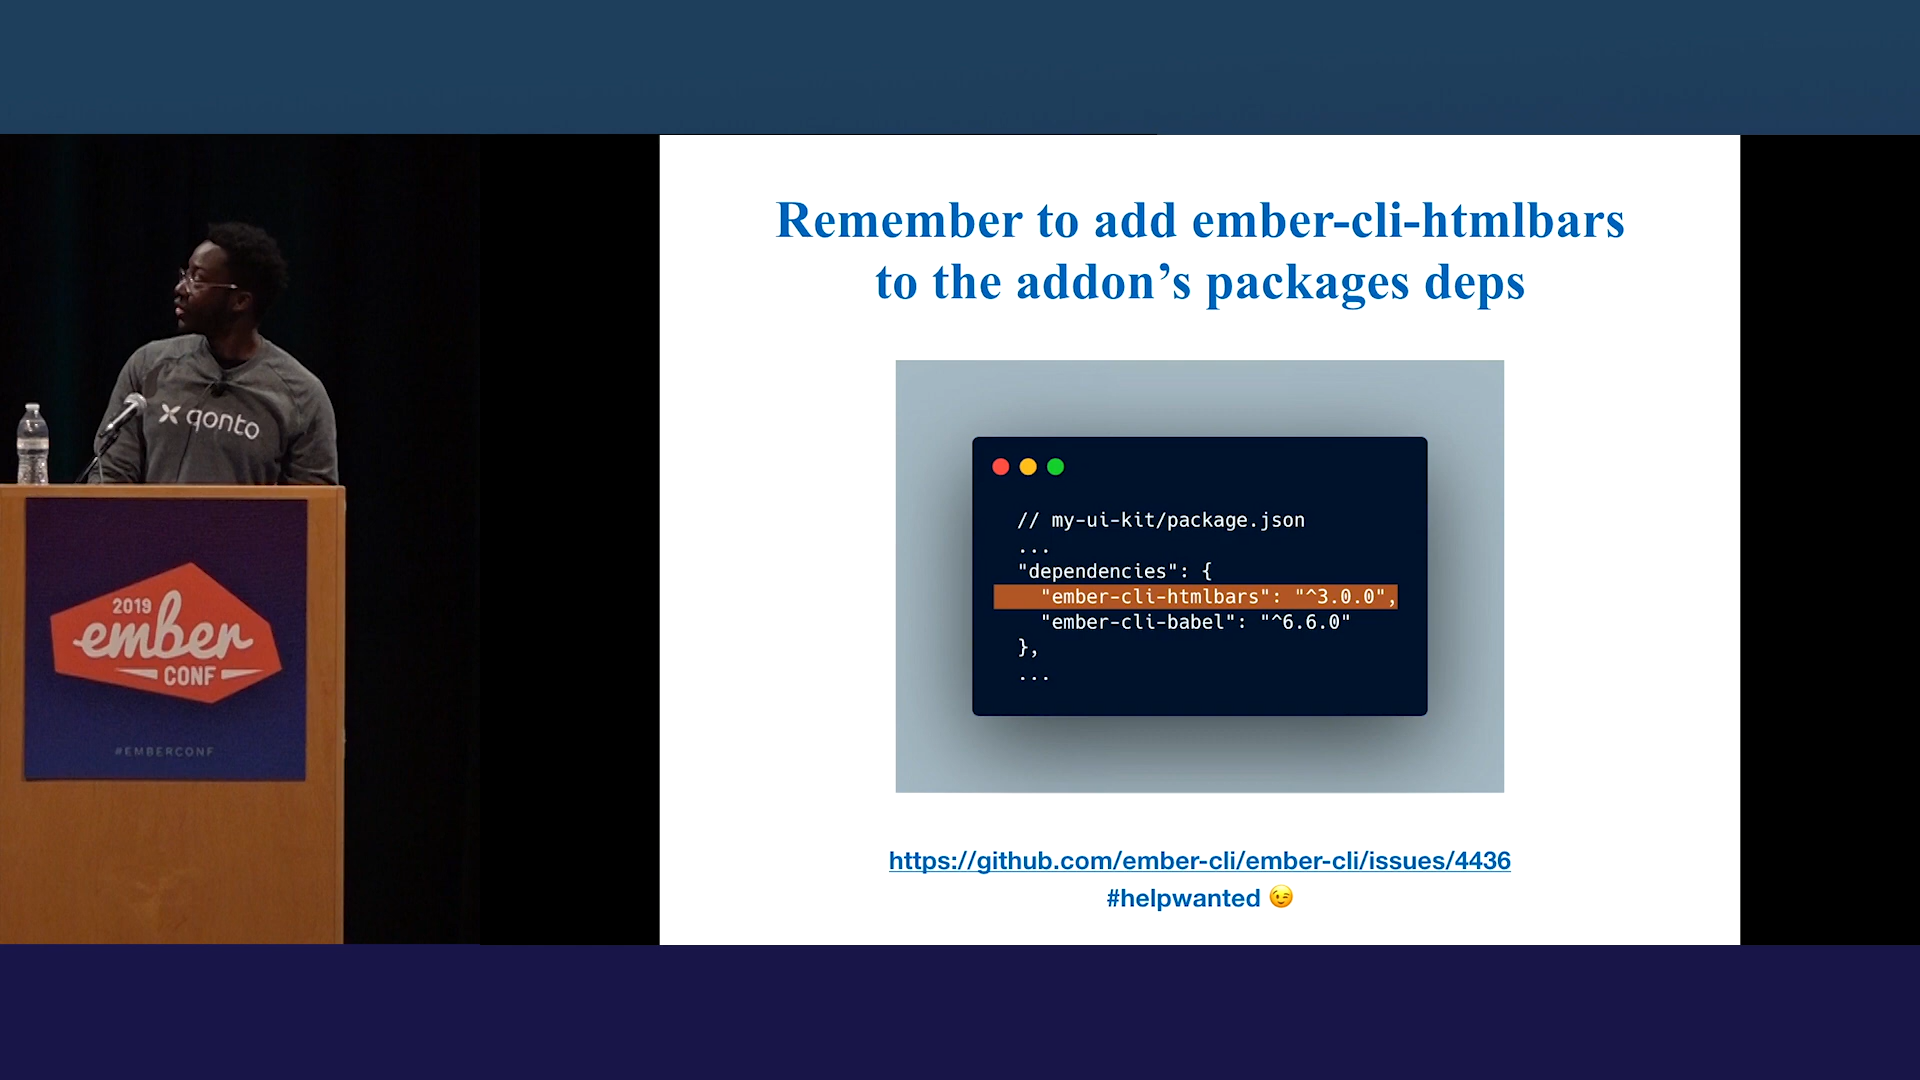 Remember to add ember-cli-htmlbars
to the addon’s packages deps
// my-ui-kit/package.json
...
"dependencies": {
"ember-cli-htmlbars": "^3.0.0",
"ember-cli-babel": "^6.6.0"
},
...
https://github.com/ember-cli/ember-cli/issues/4436
#helpwanted 😉
qonto
2019
ember
CONF
#EMBERCONF